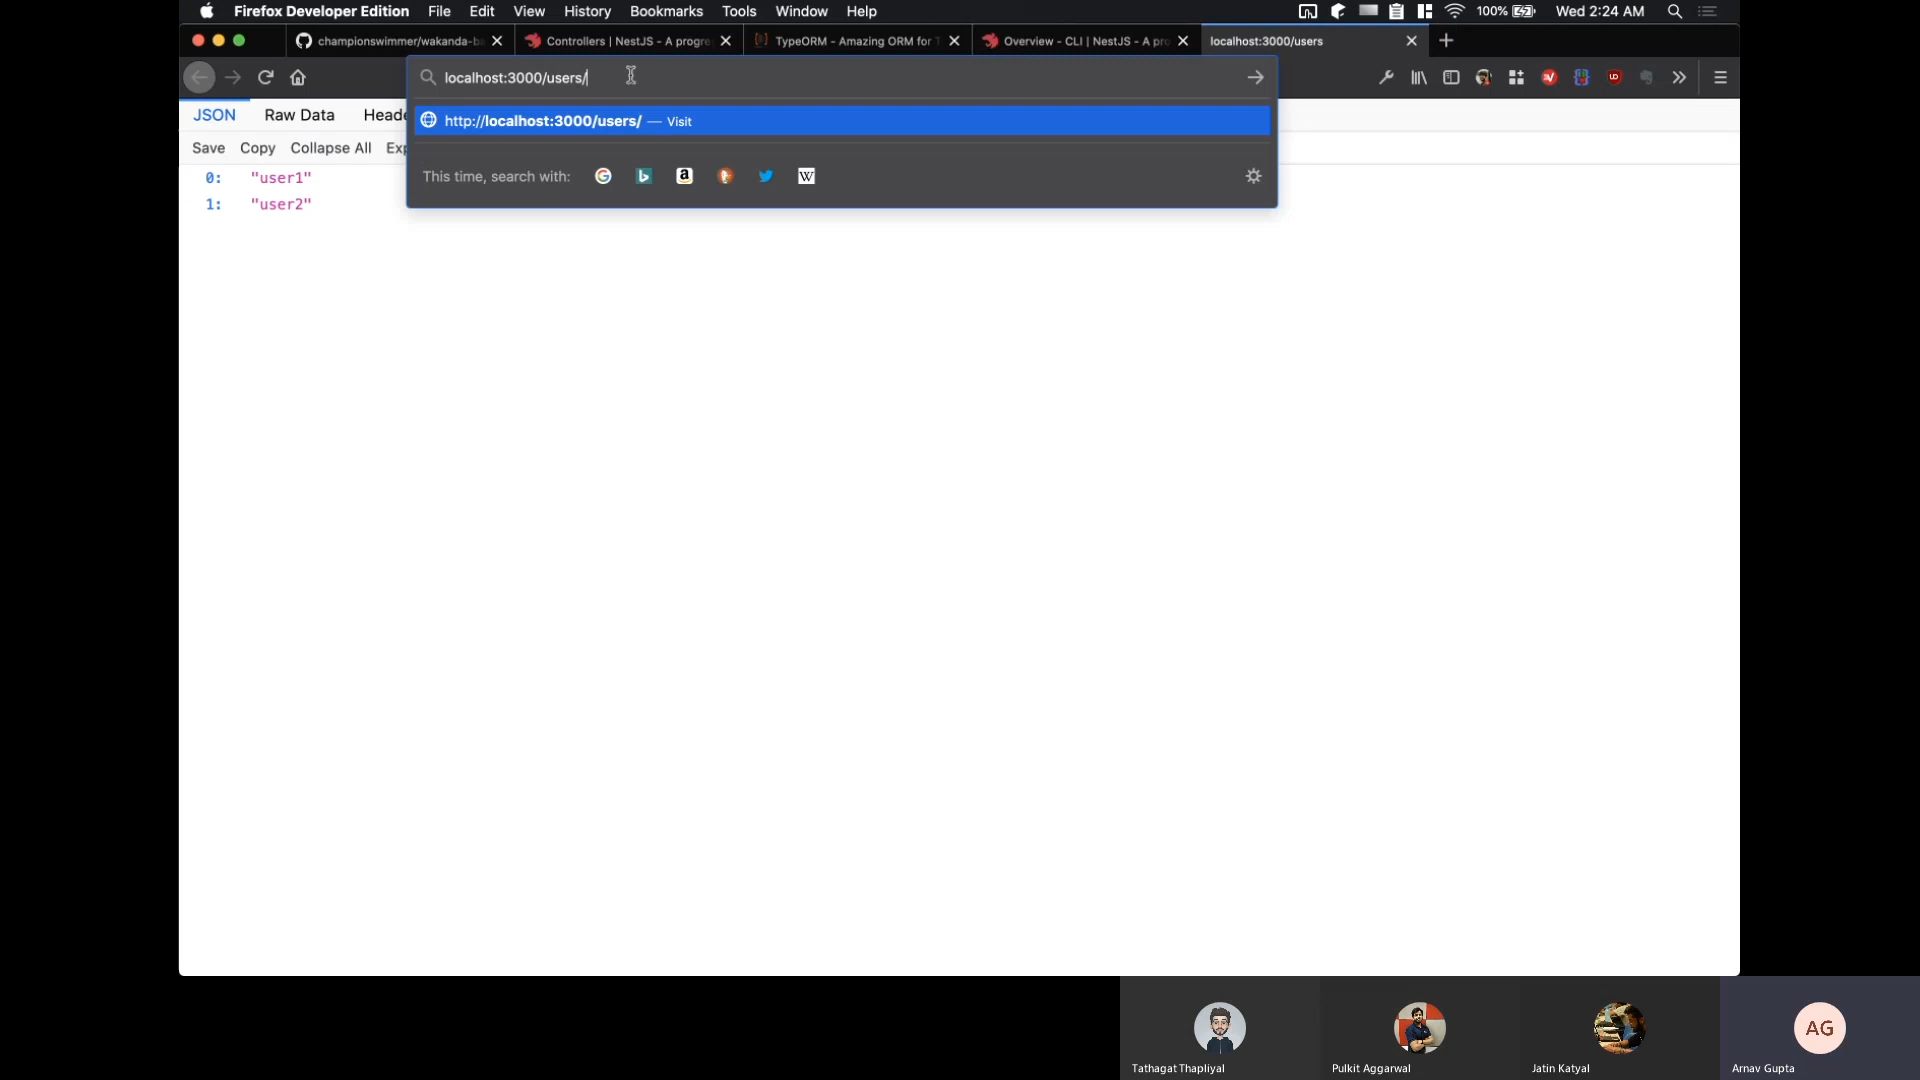 Firefox Developer Edition File Edit View History Bookmarks Tools Window Help 100% Wed 2:24 AM
championswimmer/wakanda-b Controllers | NestJS - A progre TypeORM - Amazing ORM for T Overview - CLI | NestJS - A pro localhost:3000/users
localhost:3000/users/
JSON Raw Data Heade
http://localhost:3000/users/ — Visit
Save Copy Collapse All Exp
This time, search with:
0: "user1"
1: "user2"
AG
Tathagat Thapliyal Pulkit Aggarwal Jatin Katyal Arnav Gupta